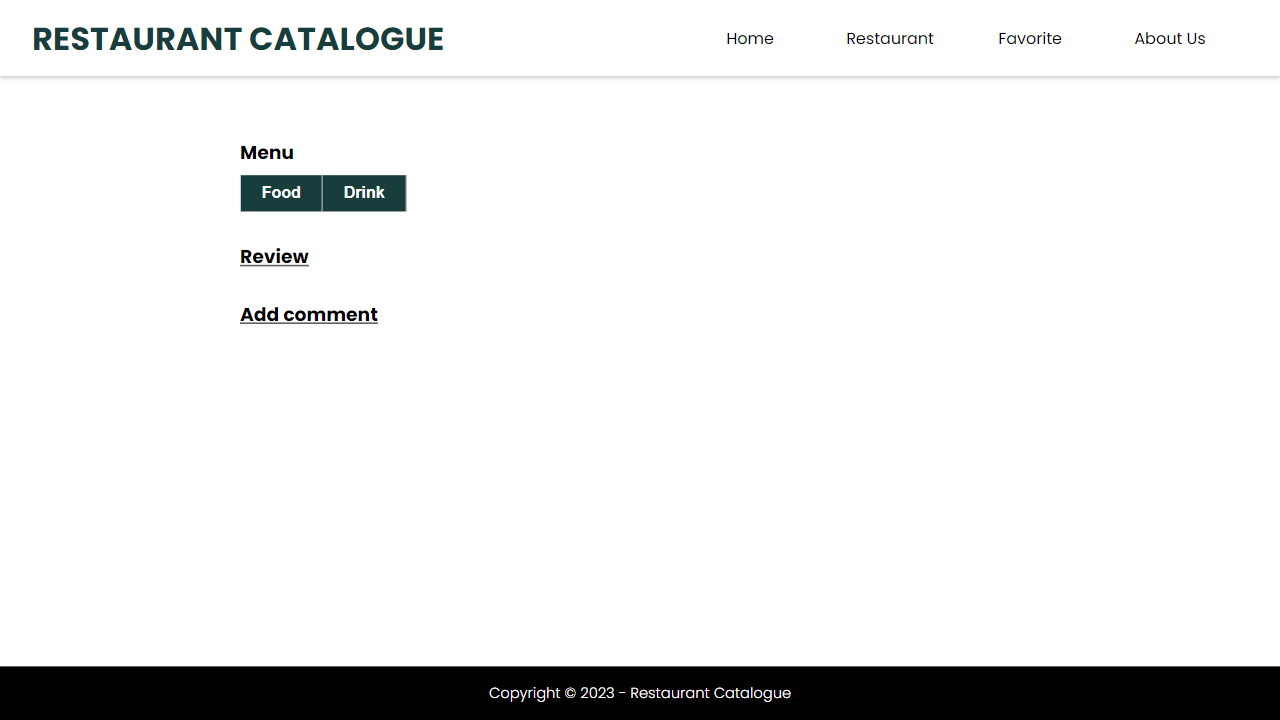 RESTAURANT CATALOGUE Home Restaurant Favorite About Us
Menu
Food Drink
Review
Add comment
Copyright © 2023 - Restaurant Catalogue